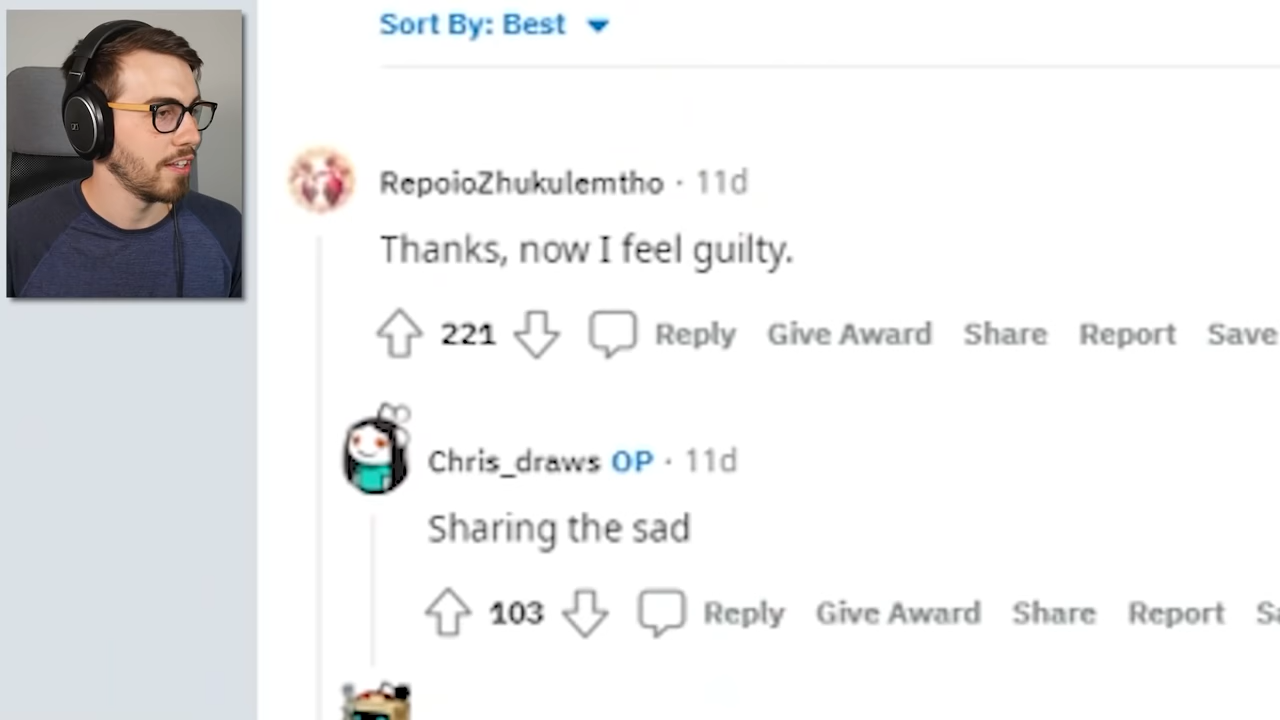 Sort By: Best
RepoioZhukulemtho · 11d
Thanks, now I feel guilty.
221 Reply Give Award Share Report Save
Chris_draws OP · 11d
Sharing the sad
103 Reply Give Award Share Report Sa